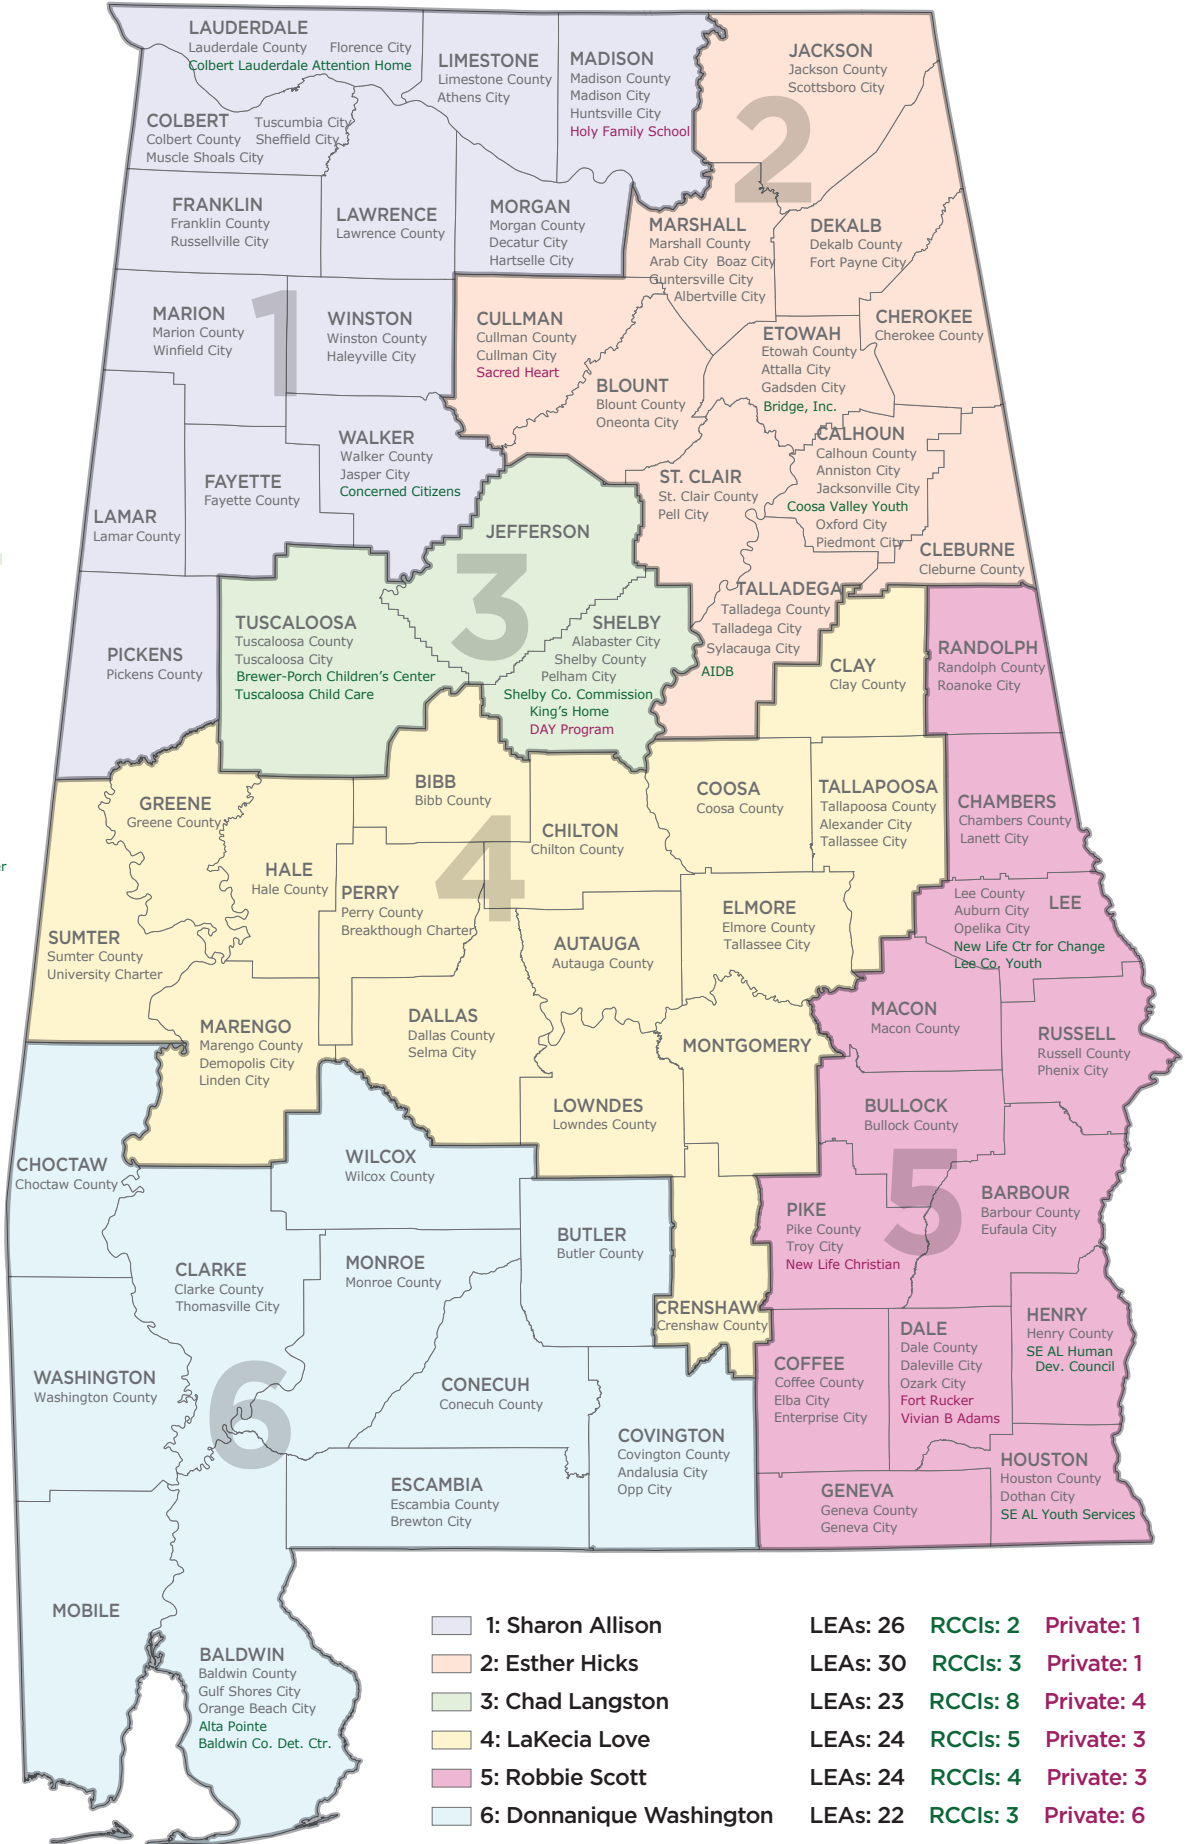 LAUDERDALE
Lauderdale County Florence City
Colbert Lauderdale Attention Home
LIMESTONE
Limestone County
Athens City
MADISON
Madison County
Madison City
Huntsville City
Holy Family School
JACKSON
Jackson County
Scottsboro City
2
COLBERT Tuscumbia City
Colbert County Sheffield City
Muscle Shoals City
FRANKLIN
Franklin County
Russellville City
LAWRENCE
Lawrence County
MORGAN
Morgan County
Decatur City
Hartselle City
MARSHALL
Marshall County
Arab City Boaz City
Guntersville City
Albertville City
DEKALB
Dekalb County
Fort Payne City
1
MARION
Marion County
Winfield City
WINSTON
Winston County
Haleyville City
CULLMAN
Cullman County
Cullman City
Sacred Heart
BLOUNT
Blount County
Oneonta City
ETOWAH
Etowah County
Attalla City
Gadsden City
Bridge, Inc.
CHEROKEE
Cherokee County
WALKER
Walker County
Jasper City
Concerned Citizens
FAYETTE
Fayette County
LAMAR
Lamar County
ST. CLAIR
St. Clair County
Pell City
CALHOUN
Calhoun County
Anniston City
Jacksonville City
Coosa Valley Youth
Oxford City
Piedmont City
CLEBURNE
Cleburne County
JEFFERSON
3
TUSCALOOSA
Tuscaloosa County
Tuscaloosa City
Brewer-Porch Children's Center
Tuscaloosa Child Care
SHELBY
Alabaster City
Shelby County
Pelham City
Shelby Co. Commission
King's Home
DAY Program
TALLADEGA
Talladega County
Talladega City
Sylacauga City
AIDB
PICKENS
Pickens County
CLAY
Clay County
RANDOLPH
Randolph County
Roanoke City
GREENE
Greene County
BIBB
Bibb County
CHILTON
Chilton County
COOSA
Coosa County
TALLAPOOSA
Tallapoosa County
Alexander City
Tallassee City
CHAMBERS
Chambers County
Lanett City
er
4
HALE
Hale County
PERRY
Perry County
Breakthough Charter
SUMTER
Sumter County
University Charter
AUTAUGA
Autauga County
ELMORE
Elmore County
Tallassee City
LEE
Lee County
Auburn City
Opelika City
New Life Ctr for Change
Lee Co. Youth
MARENGO
Marengo County
Demopolis City
Linden City
DALLAS
Dallas County
Selma City
MONTGOMERY
MACON
Macon County
RUSSELL
Russell County
Phenix City
LOWNDES
Lowndes County
BULLOCK
Bullock County
5
CHOCTAW
Choctaw County
WILCOX
Wilcox County
BUTLER
Butler County
PIKE
Pike County
Troy City
New Life Christian
BARBOUR
Barbour County
Eufaula City
CLARKE
Clarke County
Thomasville City
MONROE
Monroe County
CRENSHAW
Crenshaw County
HENRY
Henry County
SE AL Human
Dev. Council
WASHINGTON
Washington County
6
CONECUH
Conecuh County
COVINGTON
Covington County
Andalusia City
Opp City
COFFEE
Coffee County
Elba City
Enterprise City
DALE
Dale County
Daleville City
Ozark City
Fort Rucker
Vivian B Adams
ESCAMBIA
Escambia County
Brewton City
GENEVA
Geneva County
Geneva City
HOUSTON
Houston County
Dothan City
SE AL Youth Services
MOBILE
BALDWIN
Baldwin County
Gulf Shores City
Orange Beach City
Alta Pointe
Baldwin Co. Det. Ctr.
1: Sharon Allison LEAs: 26 RCCIs: 2 Private: 1
2: Esther Hicks LEAs: 30 RCCIs: 3 Private: 1
3: Chad Langston LEAs: 23 RCCIs: 8 Private: 4
4: LaKecia Love LEAs: 24 RCCIs: 5 Private: 3
5: Robbie Scott LEAs: 24 RCCIs: 4 Private: 3
6: Donnanique Washington LEAs: 22 RCCIs: 3 Private: 6